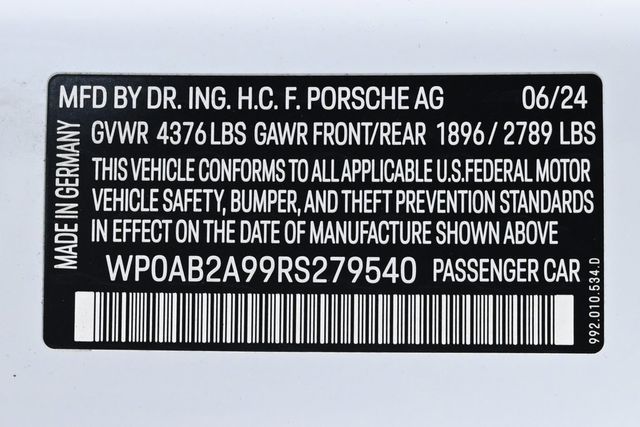 MFD BY DR. ING. H.C. F. PORSCHE AG 06/24
GVWR 4376 LBS GAWR FRONT/REAR 1896 / 2789 LBS
THIS VEHICLE CONFORMS TO ALL APPLICABLE U.S.FEDERAL MOTOR
VEHICLE SAFETY, BUMPER, AND THEFT PREVENTION STANDARDS
IN EFFECT ON THE DATE OF MANUFACTURE SHOWN ABOVE
WP0AB2A99RS279540 PASSENGER CAR
MADE IN GERMANY
992.010.534.D